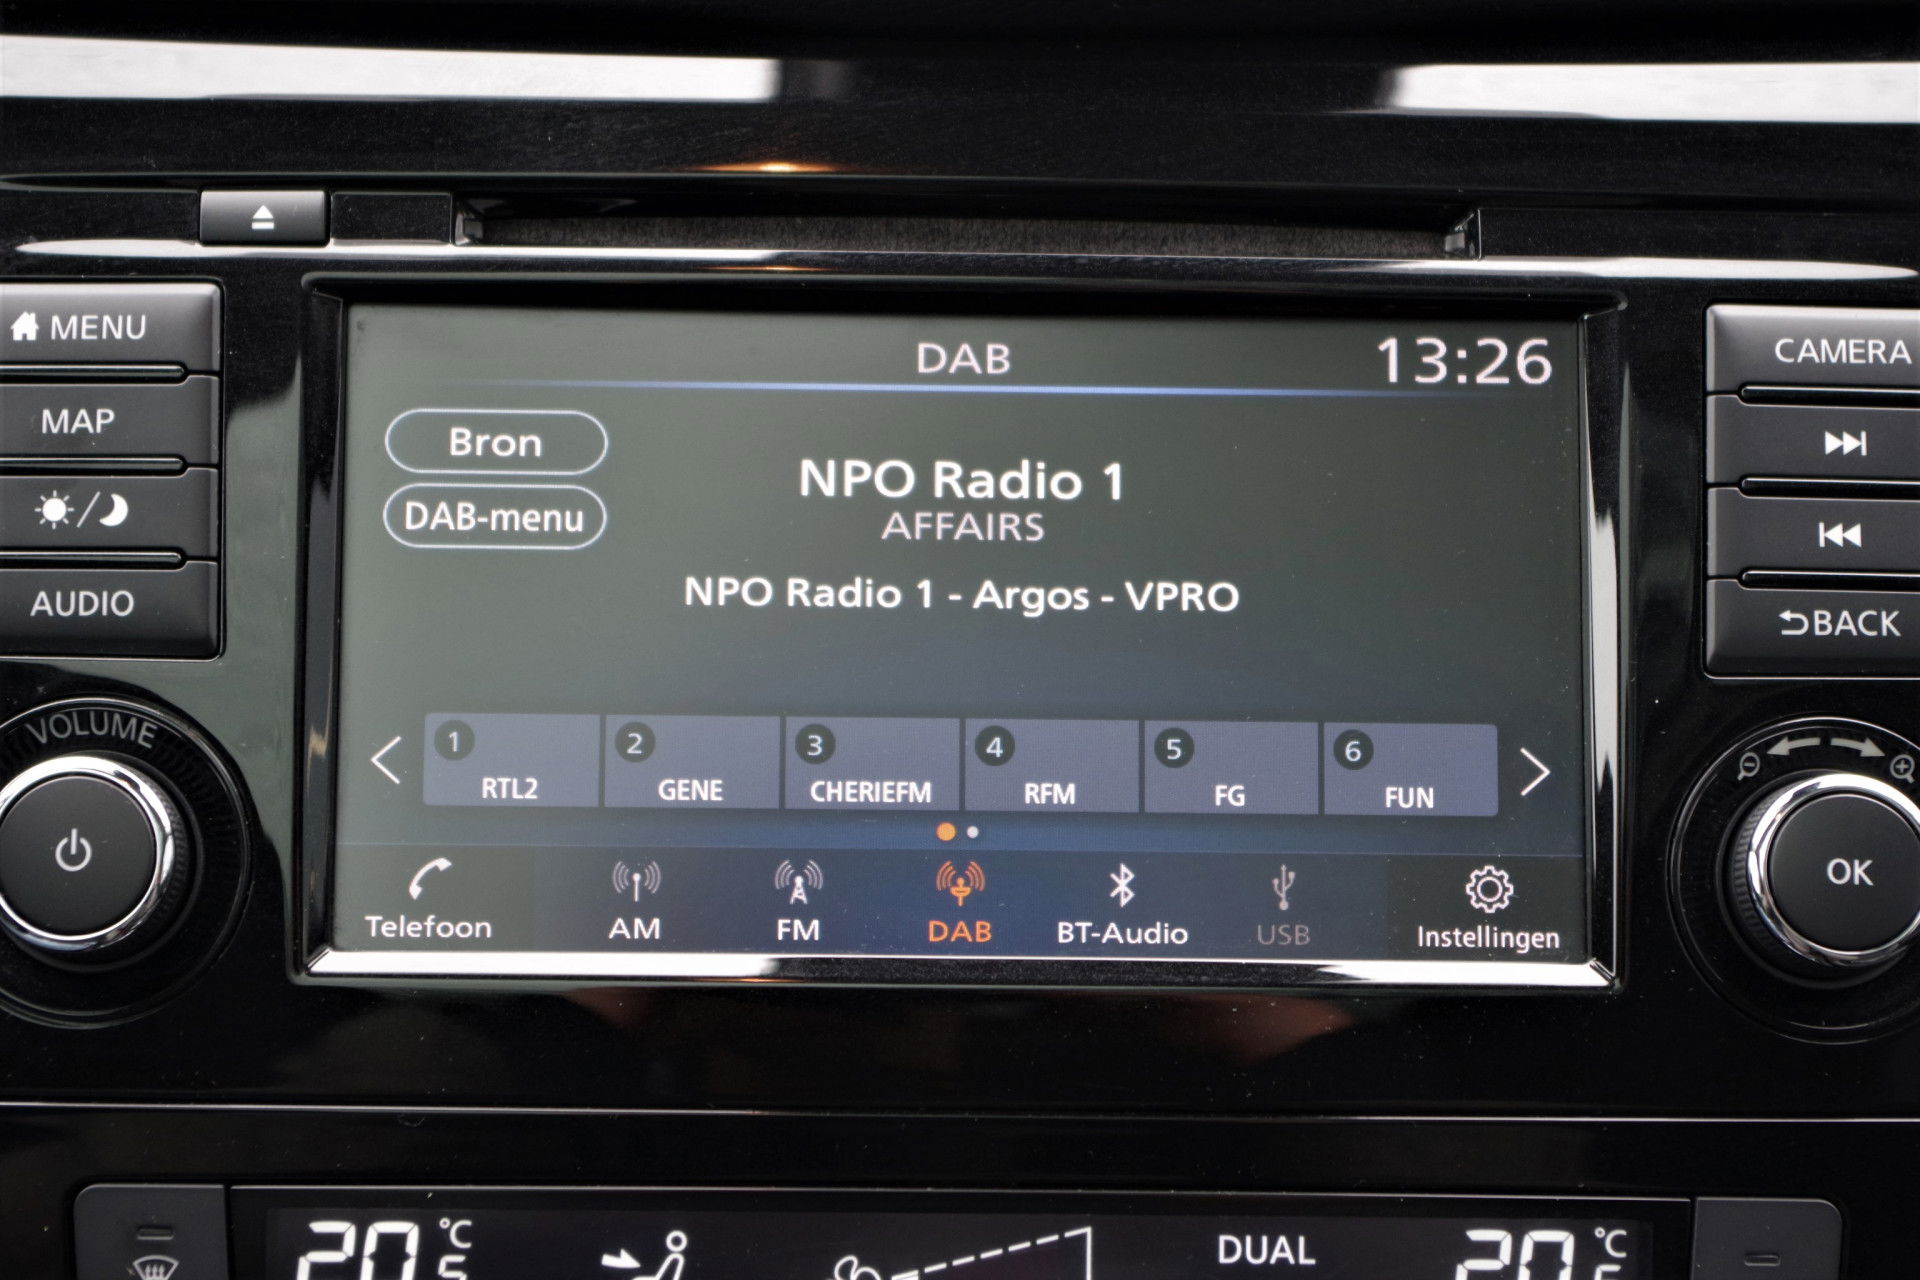 MENU
MAP
AUDIO
VOLUME
DAB
13:26
Bron
DAB-menu
NPO Radio 1
AFFAIRS
NPO Radio 1 - Argos - VPRO
1 RTL2
2 GENE
3 CHERIEFM
4 RFM
5 FG
6 FUN
Telefoon
AM
FM
DAB
BT-Audio
USB
Instellingen
CAMERA
BACK
OK
20 °C
DUAL
20 °C